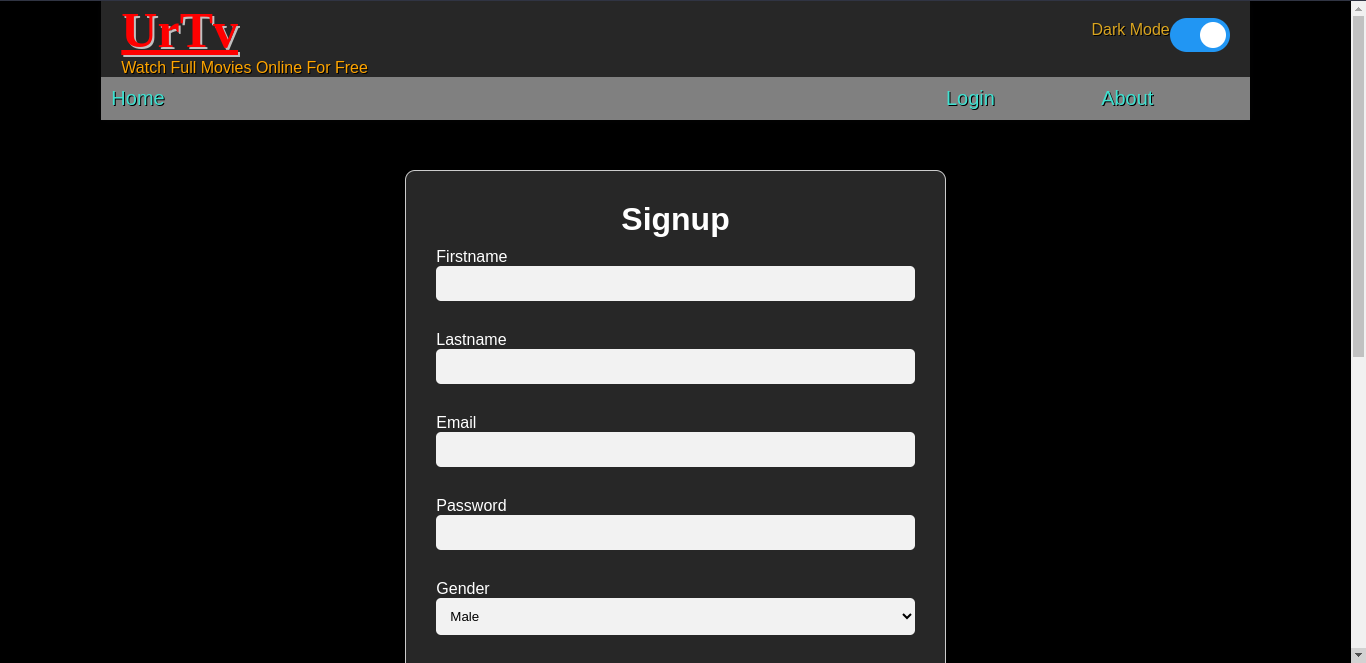 UrTv
Dark Mode
Watch Full Movies Online For Free
Home
Login
About
Signup
Firstname
Lastname
Email
Password
Gender
Male